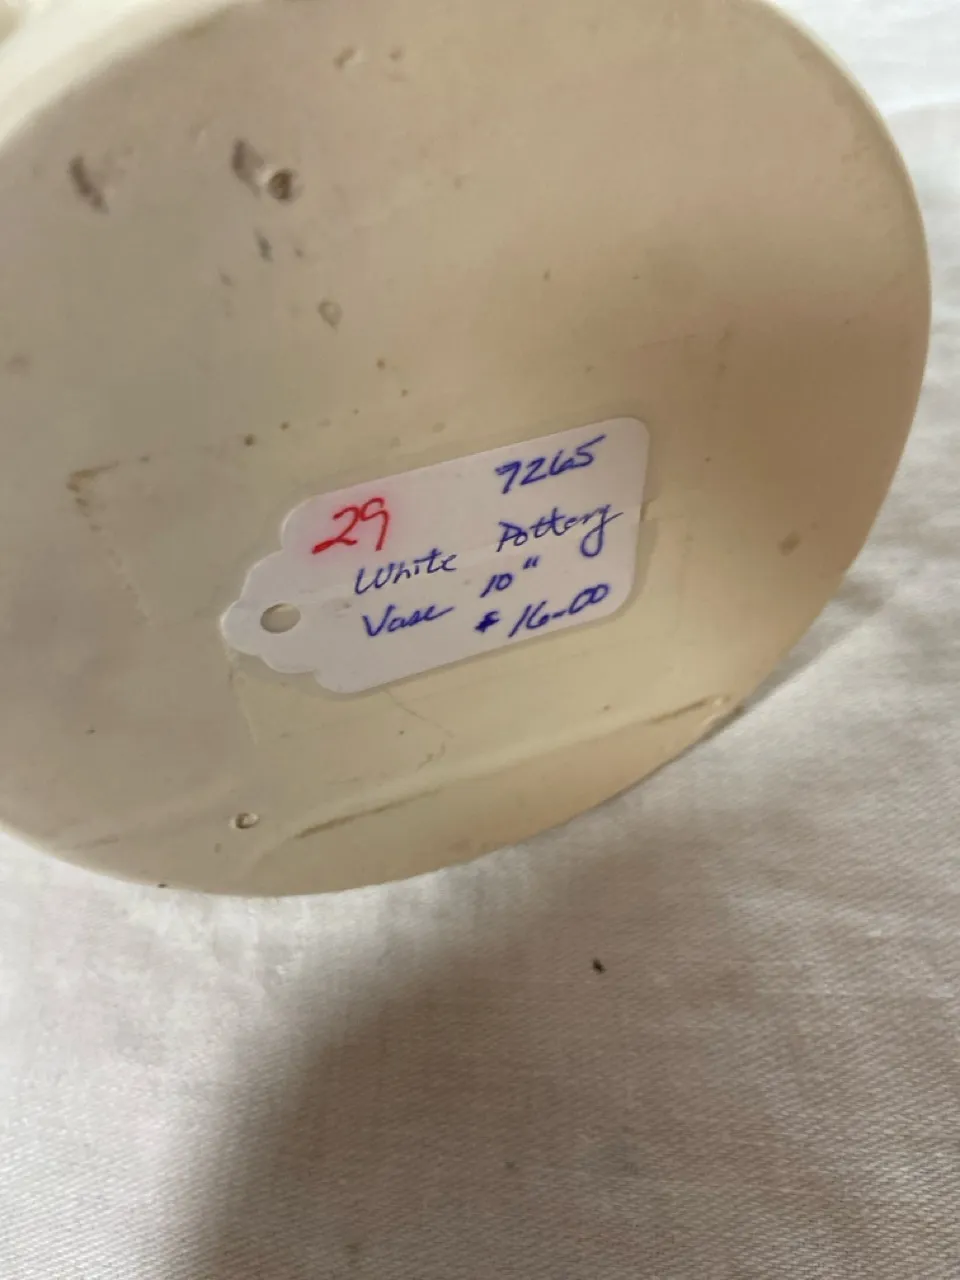 29 7265
White Pottery
Vase 10"
$16-00